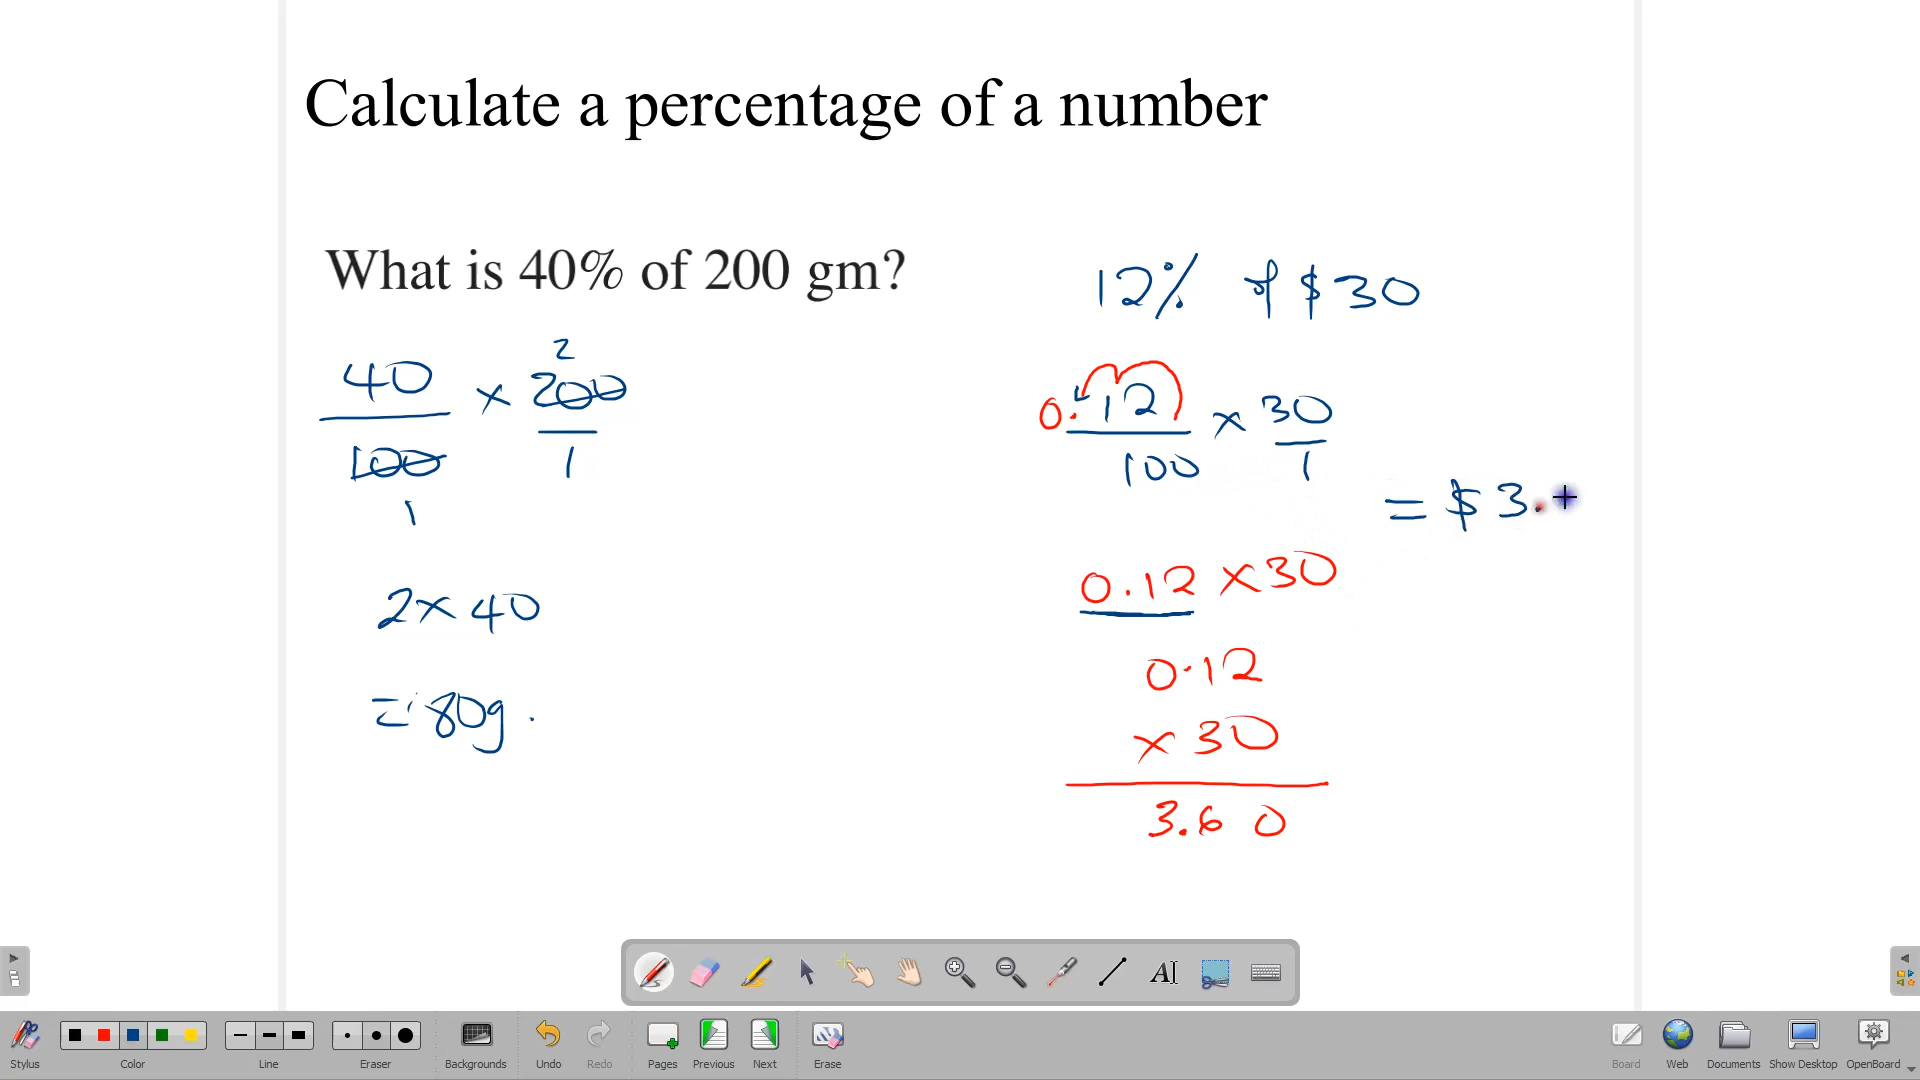 Calculate a percentage of a number
What is 40% of 200 gm?
40 × 200
100 1
2
1
2 × 40
= 80g.
12% of $30
0.12 × 30
100 1
= $3.
0.12 × 30
0.12
× 30
3.60
Stylus Color Line Eraser Backgrounds Undo Redo Pages Previous Next Erase Board Web Documents Show Desktop OpenBoard